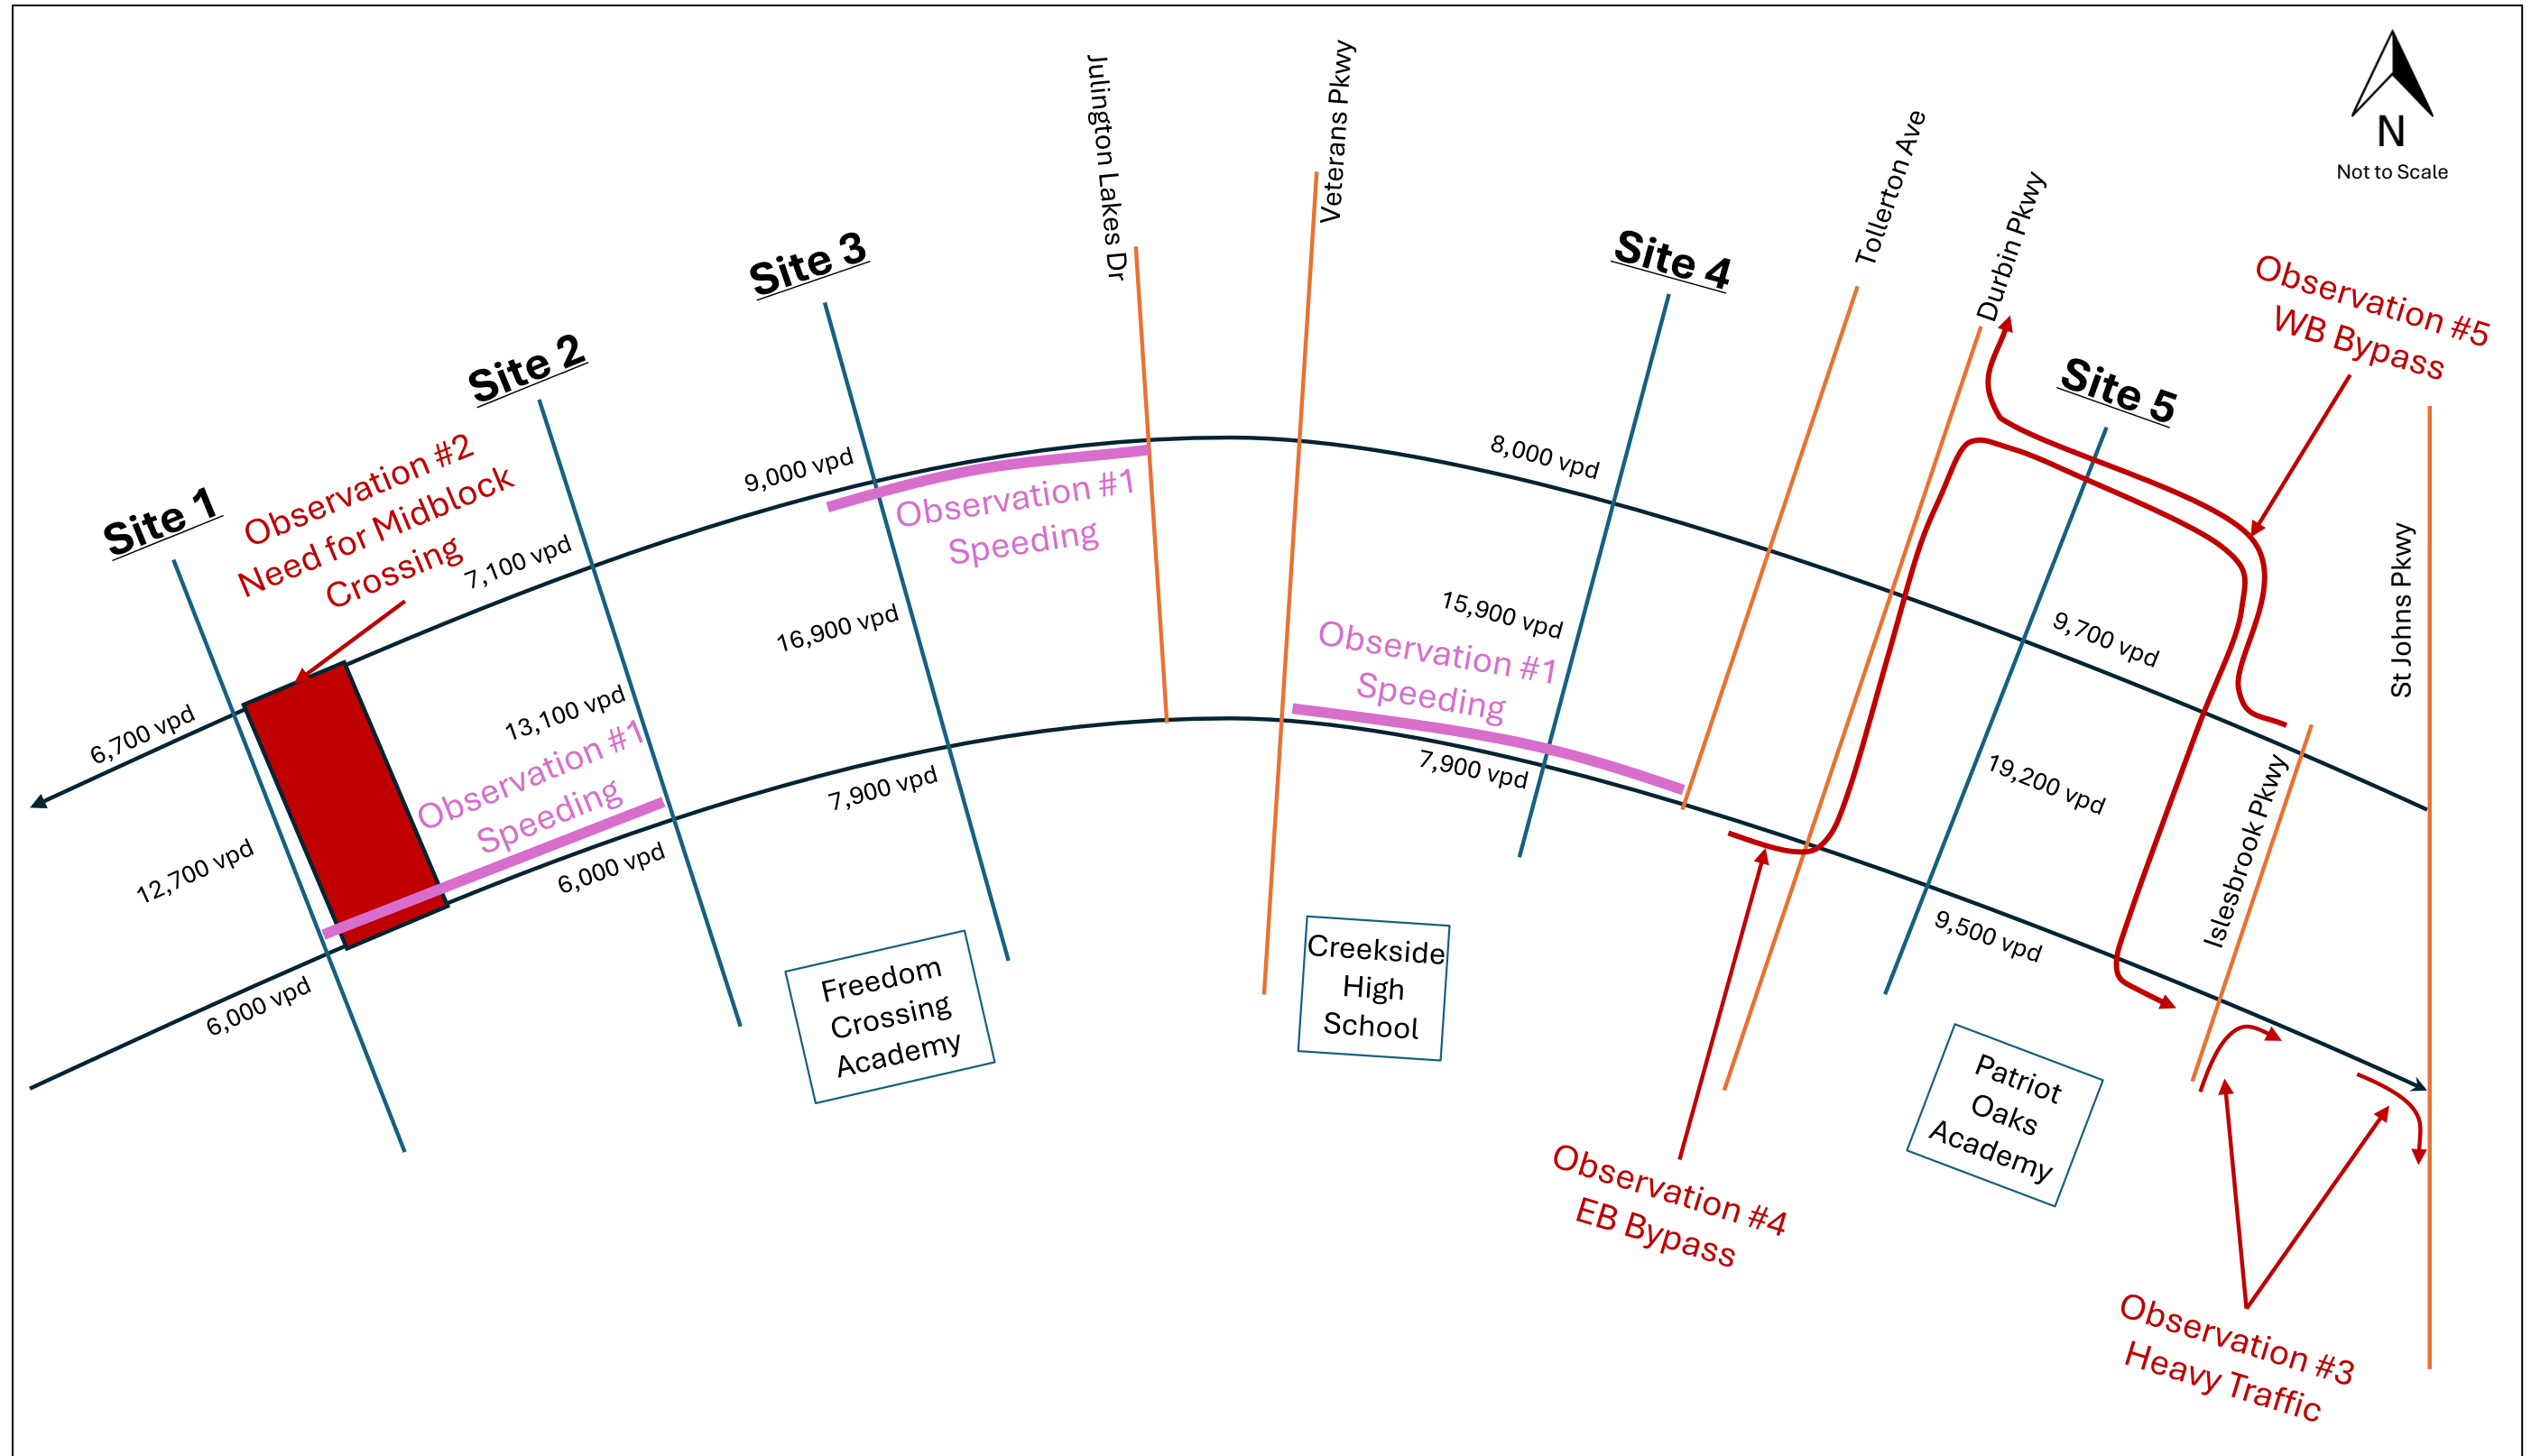 Julington Lakes Dr
Veterans Pkwy
Tollerton Ave
Durbin Pkwy
N
Not to Scale
Site 1
Site 2
Site 3
Site 4
Site 5
Observation #5
WB Bypass
Observation #2
Need for Midblock
Crossing
6,700 vpd
7,100 vpd
9,000 vpd
8,000 vpd
9,700 vpd
Observation #1
Speeding
St Johns Pkwy
12,700 vpd
13,100 vpd
16,900 vpd
15,900 vpd
19,200 vpd
Observation #1
Speeding
Observation #1
Speeding
6,000 vpd
6,000 vpd
7,900 vpd
7,900 vpd
9,500 vpd
Islesbrook Pkwy
Freedom
Crossing
Academy
Creekside
High
School
Patriot
Oaks
Academy
Observation #4
EB Bypass
Observation #3
Heavy Traffic